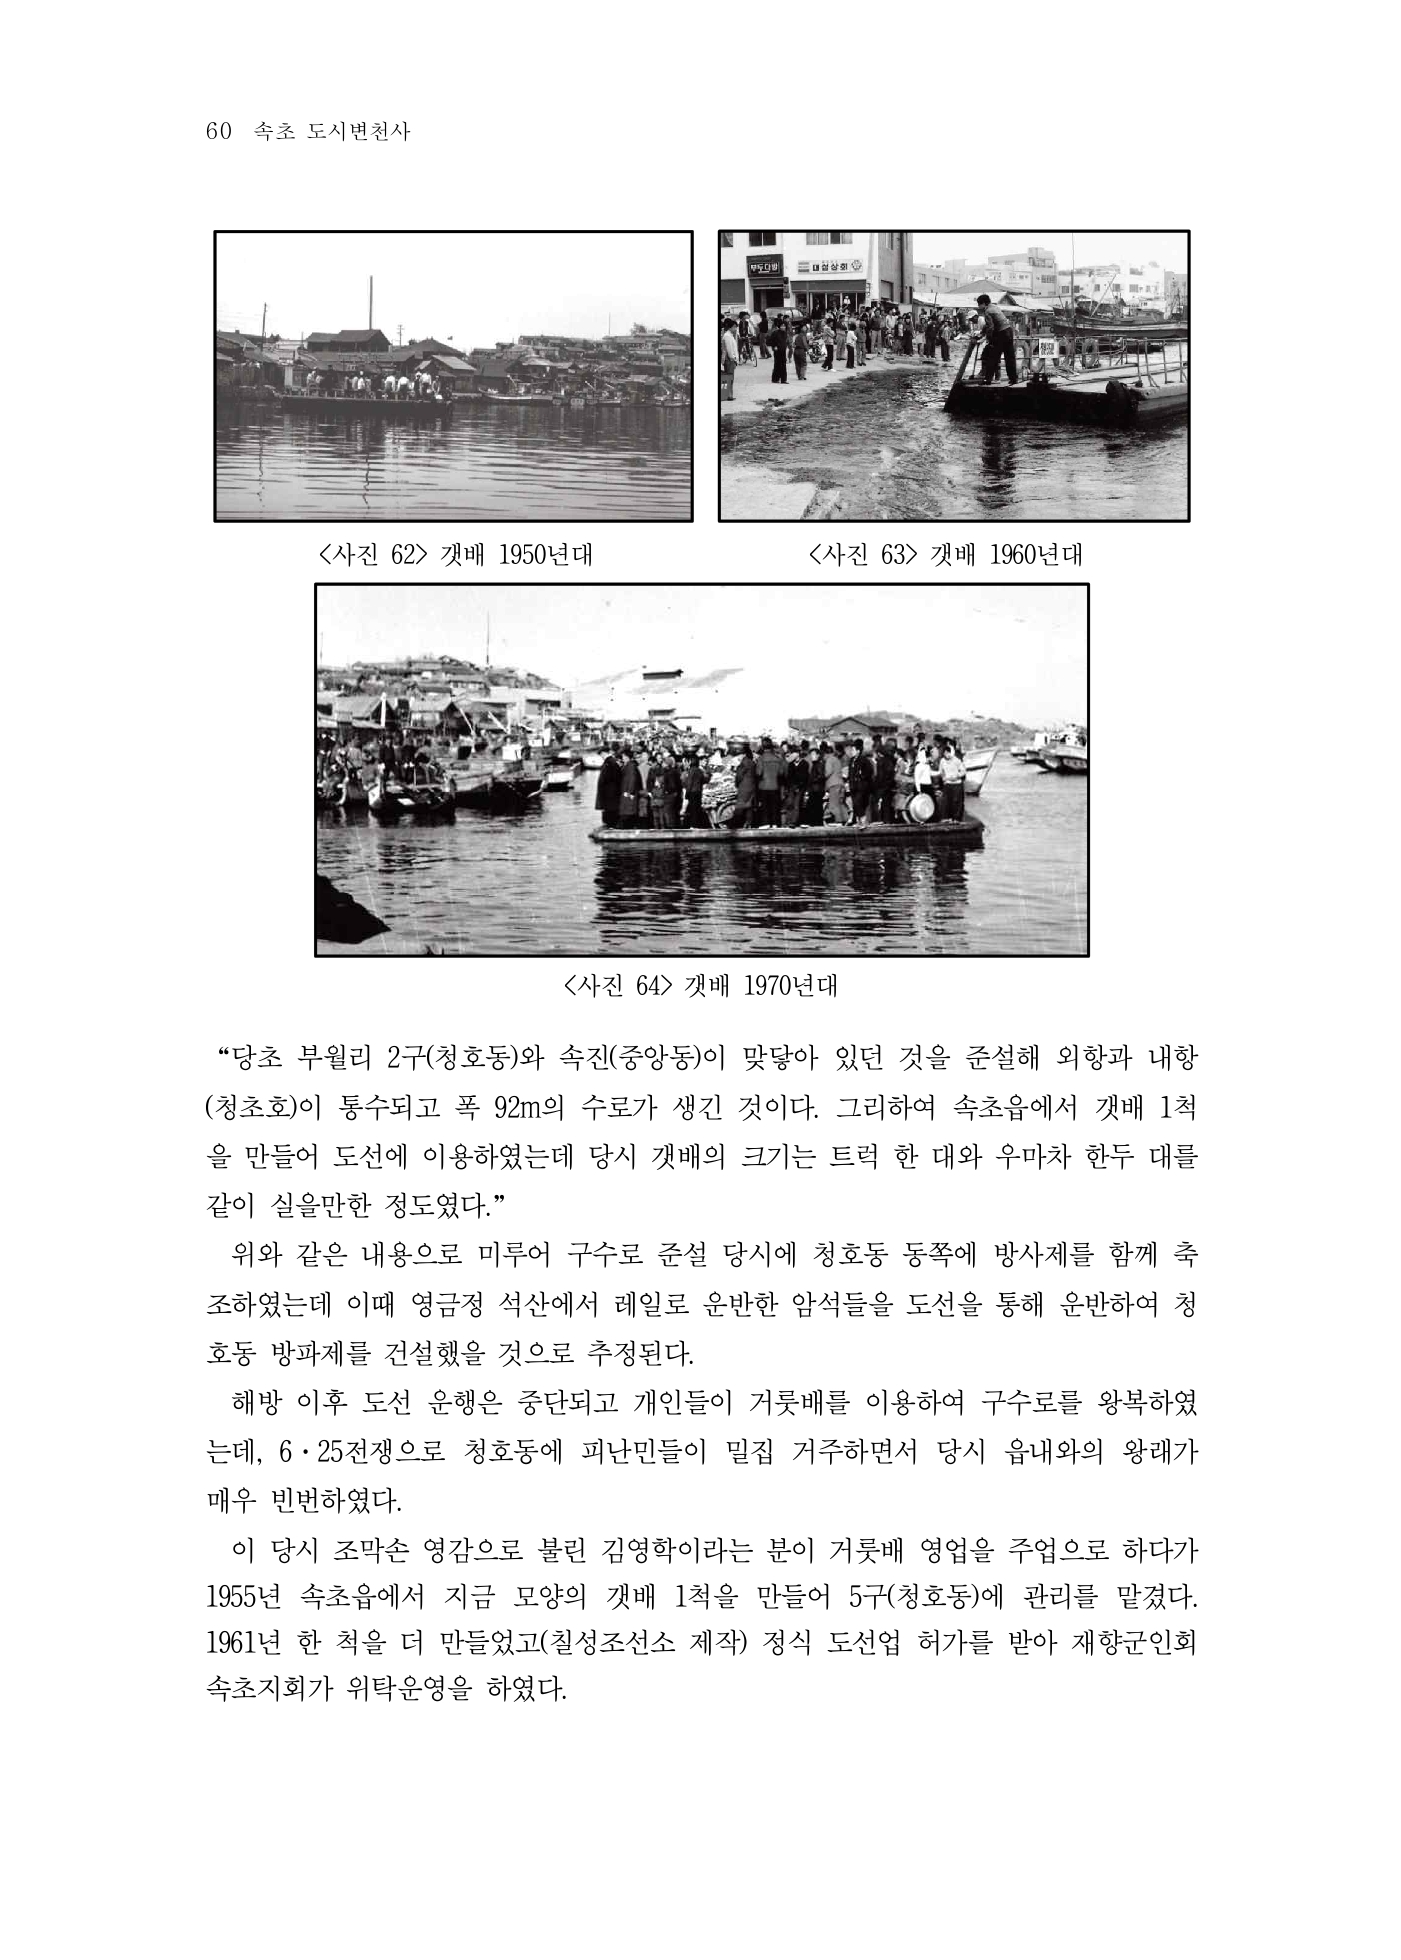 60 속초 도시변천사
무두다방
대성상회
<사진 62> 갯배 1950년대
<사진 63> 갯배 1960년대
<사진 64> 갯배 1970년대
“당초 부월리 2구(청호동)와 속진(중앙동)이 맞닿아 있던 것을 준설해 외항과 내항
(청초호)이 통수되고 폭 92m의 수로가 생긴 것이다. 그리하여 속초읍에서 갯배 1척
을 만들어 도선에 이용하였는데 당시 갯배의 크기는 트럭 한 대와 우마차 한두 대를
같이 실을만한 정도였다.”
위와 같은 내용으로 미루어 구수로 준설 당시에 청호동 동쪽에 방사제를 함께 축
조하였는데 이때 영금정 석산에서 레일로 운반한 암석들을 도선을 통해 운반하여 청
호동 방파제를 건설했을 것으로 추정된다.
해방 이후 도선 운행은 중단되고 개인들이 거룻배를 이용하여 구수로를 왕복하였
는데, 6·25전쟁으로 청호동에 피난민들이 밀집 거주하면서 당시 읍내와의 왕래가
매우 빈번하였다.
이 당시 조막손 영감으로 불린 김영학이라는 분이 거룻배 영업을 주업으로 하다가
1955년 속초읍에서 지금 모양의 갯배 1척을 만들어 5구(청호동)에 관리를 맡겼다.
1961년 한 척을 더 만들었고(칠성조선소 제작) 정식 도선업 허가를 받아 재향군인회
속초지회가 위탁운영을 하였다.